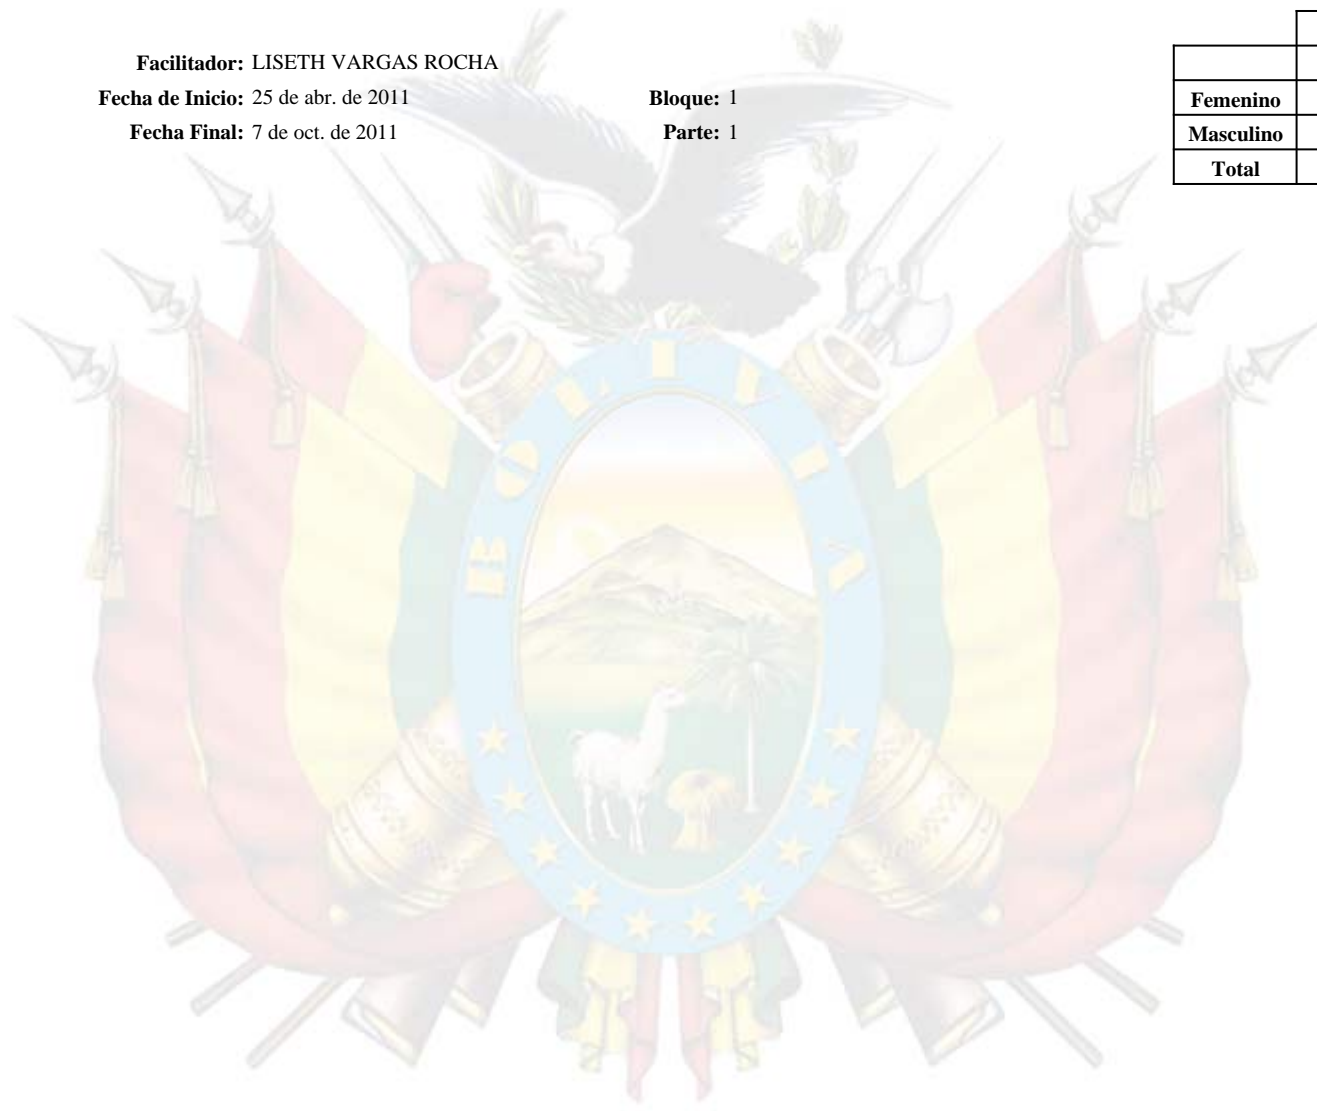 Facilitador: LISETH VARGAS ROCHA
Fecha de Inicio: 25 de abr. de 2011 Bloque: 1
Fecha Final: 7 de oct. de 2011 Parte: 1
Femenino
Masculino
Total
BOLIVIA